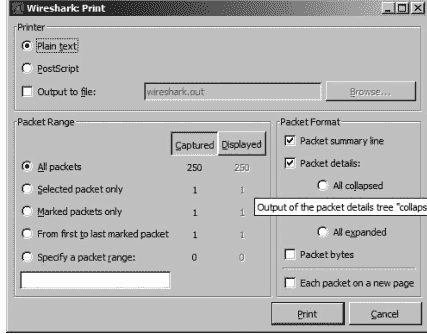 Wireshark: Print
Printer
Plain text
PostScript
Output to file: wireshark.out Browse...
Packet Range
Captured Displayed
All packets 250 250
Selected packet only 1 1
Marked packets only 1 1
From first to last marked packet 1 1
Specify a packet range: 0 0
Packet Format
Packet summary line
Packet details:
All collapsed
Output of the packet details tree "collaps
All expanded
Packet bytes
Each packet on a new page
Print Cancel